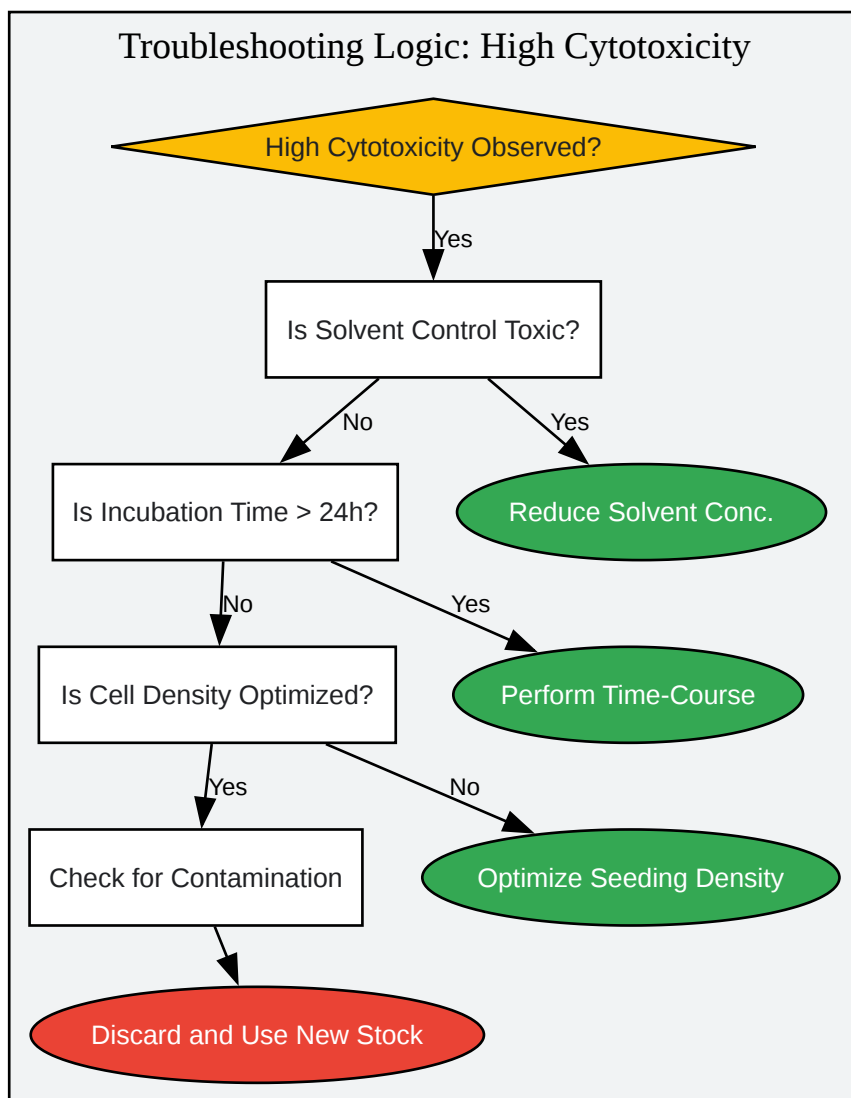 Troubleshooting Logic: High Cytotoxicity
High Cytotoxicity Observed?
Yes
Is Solvent Control Toxic?
No
Yes
Is Incubation Time > 24h?
Reduce Solvent Conc.
No
Yes
Is Cell Density Optimized?
Perform Time-Course
Yes
No
Check for Contamination
Optimize Seeding Density
Discard and Use New Stock